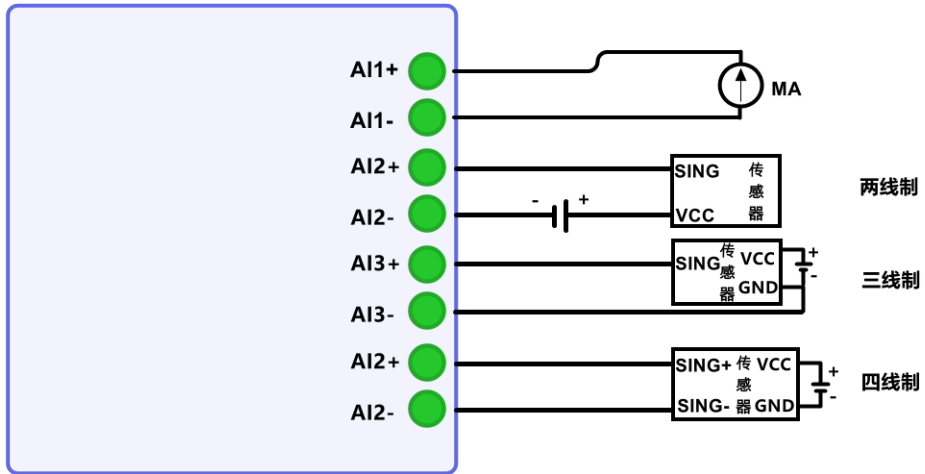 AI1+
MA
AI1-
AI2+
SING
传感器
两线制
- +
AI2-
VCC
AI3+
SING
传感器
VCC
+
-
GND
三线制
AI3-
AI2+
SING+
传感器
VCC
+
-
四线制
AI2-
SING-
GND